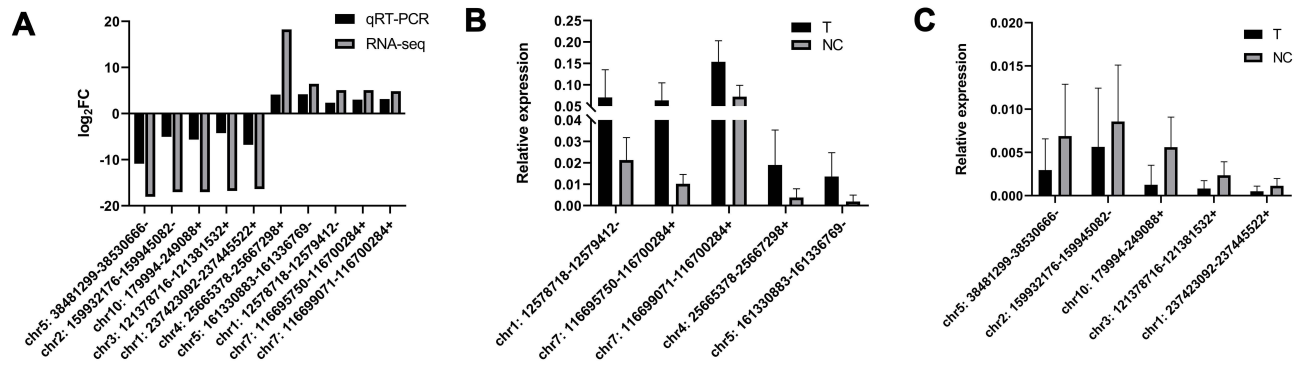 A
qRT-PCR
RNA-seq
log2FC
20
10
0
-10
-20
chr5: 38481299-38530666-
chr2: 159932176-159945082-
chr10: 179994-249088+
chr3: 121378716-121381532+
chr1: 237423092-237445522+
chr4: 25665378-25667298+
chr5: 161330883-161336769-
chr1: 12578718-12579412-
chr7: 116695750-116700284+
chr7: 116699071-116700284+
B
T
NC
Relative expression
0.25
0.20
0.15
0.10
0.05
0.04
0.03
0.02
0.01
0.00
chr1: 12578718-12579412-
chr7: 116695750-116700284+
chr7: 116699071-116700284+
chr4: 25665378-25667298+
chr5: 161330883-161336769-
C
T
NC
Relative expression
0.020
0.015
0.010
0.005
0.000
chr5: 38481299-38530666-
chr2: 159932176-159945082-
chr10: 179994-249088+
chr3: 121378716-121381532+
chr1: 237423092-237445522+